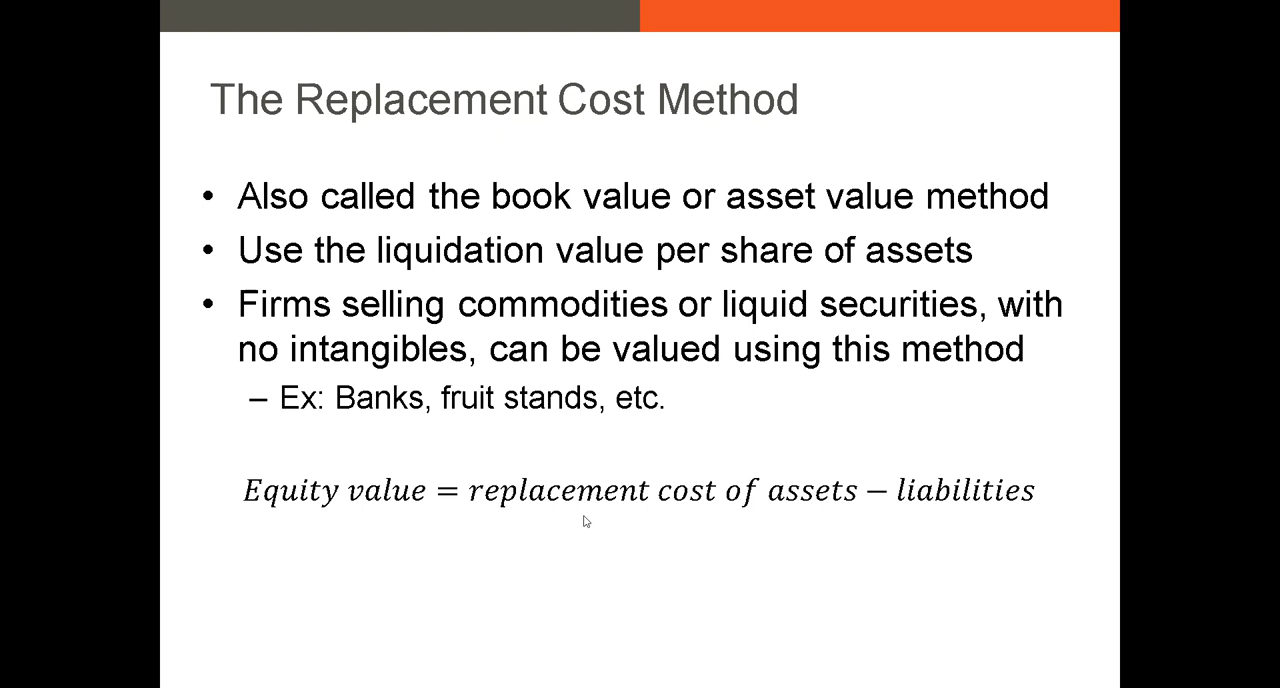 The Replacement Cost Method
• Also called the book value or asset value method
• Use the liquidation value per share of assets
• Firms selling commodities or liquid securities, with
no intangibles, can be valued using this method
– Ex: Banks, fruit stands, etc.
Equity value = replacement cost of assets − liabilities